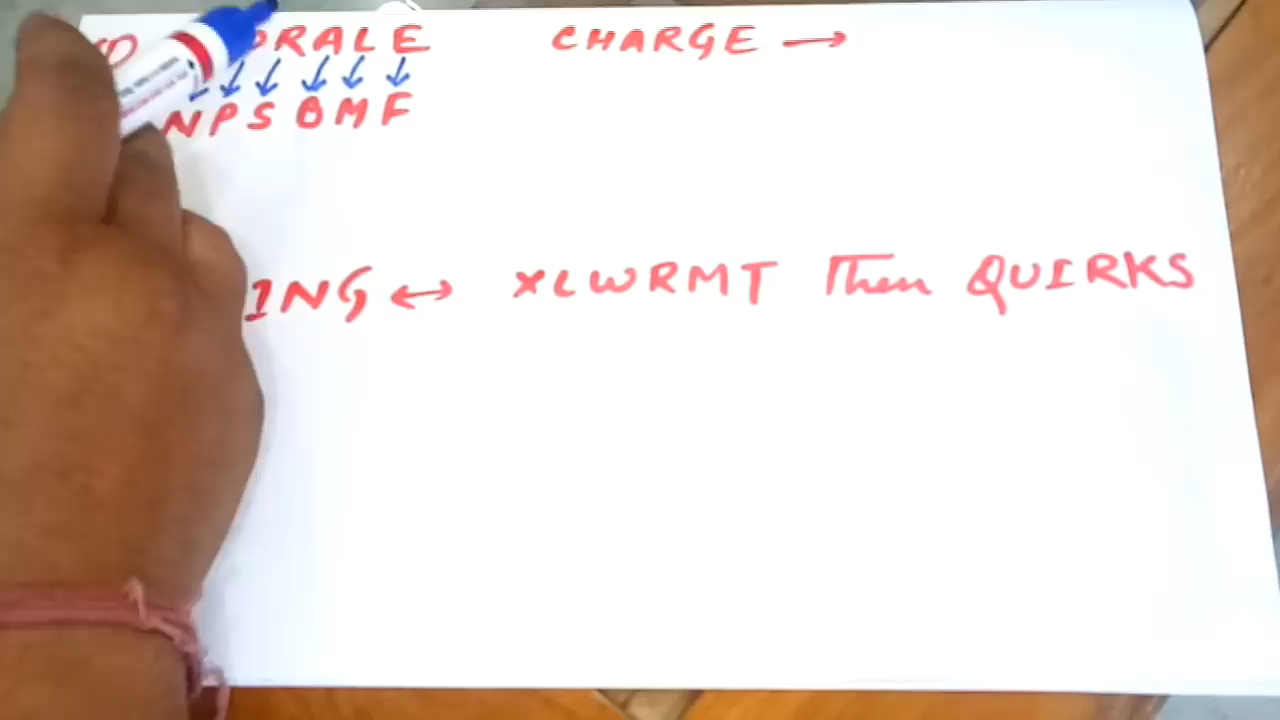 RALE CHARGE →
NPSBMF
ING ↔ XLWRMT Then QUIRKS